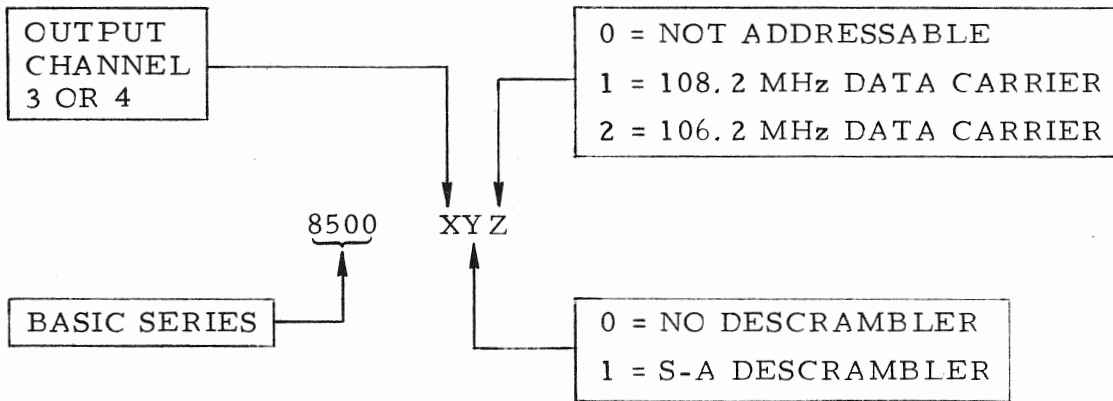 OUTPUT
CHANNEL
3 OR 4
0 = NOT ADDRESSABLE
1 = 108.2 MHz DATA CARRIER
2 = 106.2 MHz DATA CARRIER
8500 XYZ
BASIC SERIES
0 = NO DESCRAMBLER
1 = S-A DESCRAMBLER